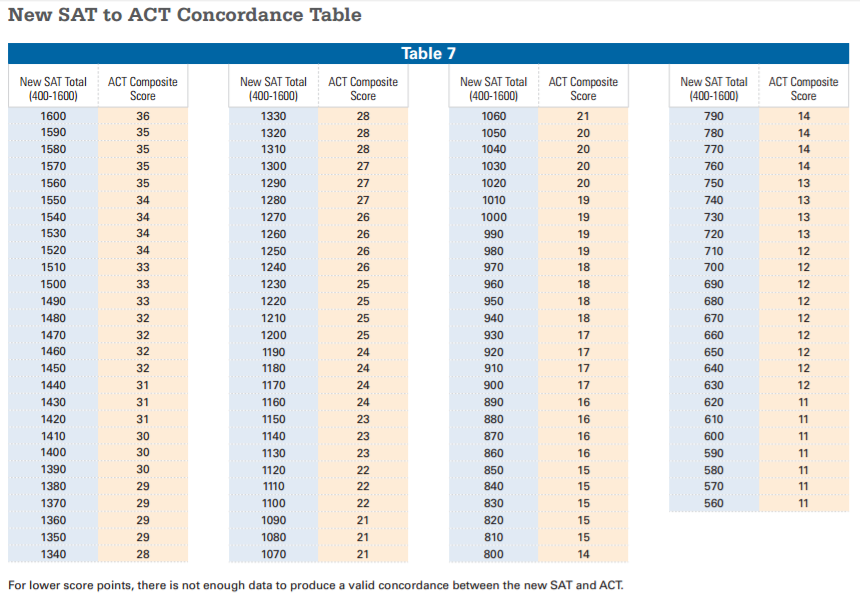 New SAT to ACT Concordance Table
Table 7
New SAT Total ACT Composite New SAT Total ACT Composite New SAT Total ACT Composite New SAT Total ACT Composite
(400-1600) Score (400-1600) Score (400-1600) Score (400-1600) Score
1600 36 1330 28 1060 21 790 14
1590 35 1320 28 1050 20 780 14
1580 35 1310 28 1040 20 770 14
1570 35 1300 27 1030 20 760 14
1560 35 1290 27 1020 20 750 13
1550 34 1280 27 1010 19 740 13
1540 34 1270 26 1000 19 730 13
1530 34 1260 26 990 19 720 13
1520 34 1250 26 980 19 710 12
1510 33 1240 26 970 18 700 12
1500 33 1230 25 960 18 690 12
1490 33 1220 25 950 18 680 12
1480 32 1210 25 940 18 670 12
1470 32 1200 25 930 17 660 12
1460 32 1190 24 920 17 650 12
1450 32 1180 24 910 17 640 12
1440 31 1170 24 900 17 630 12
1430 31 1160 24 890 16 620 11
1420 31 1150 23 880 16 610 11
1410 30 1140 23 870 16 600 11
1400 30 1130 23 860 16 590 11
1390 30 1120 22 850 15 580 11
1380 29 1110 22 840 15 570 11
1370 29 1100 22 830 15 560 11
1360 29 1090 21 820 15
1350 29 1080 21 810 15
1340 28 1070 21 800 14
For lower score points, there is not enough data to produce a valid concordance between the new SAT and ACT.